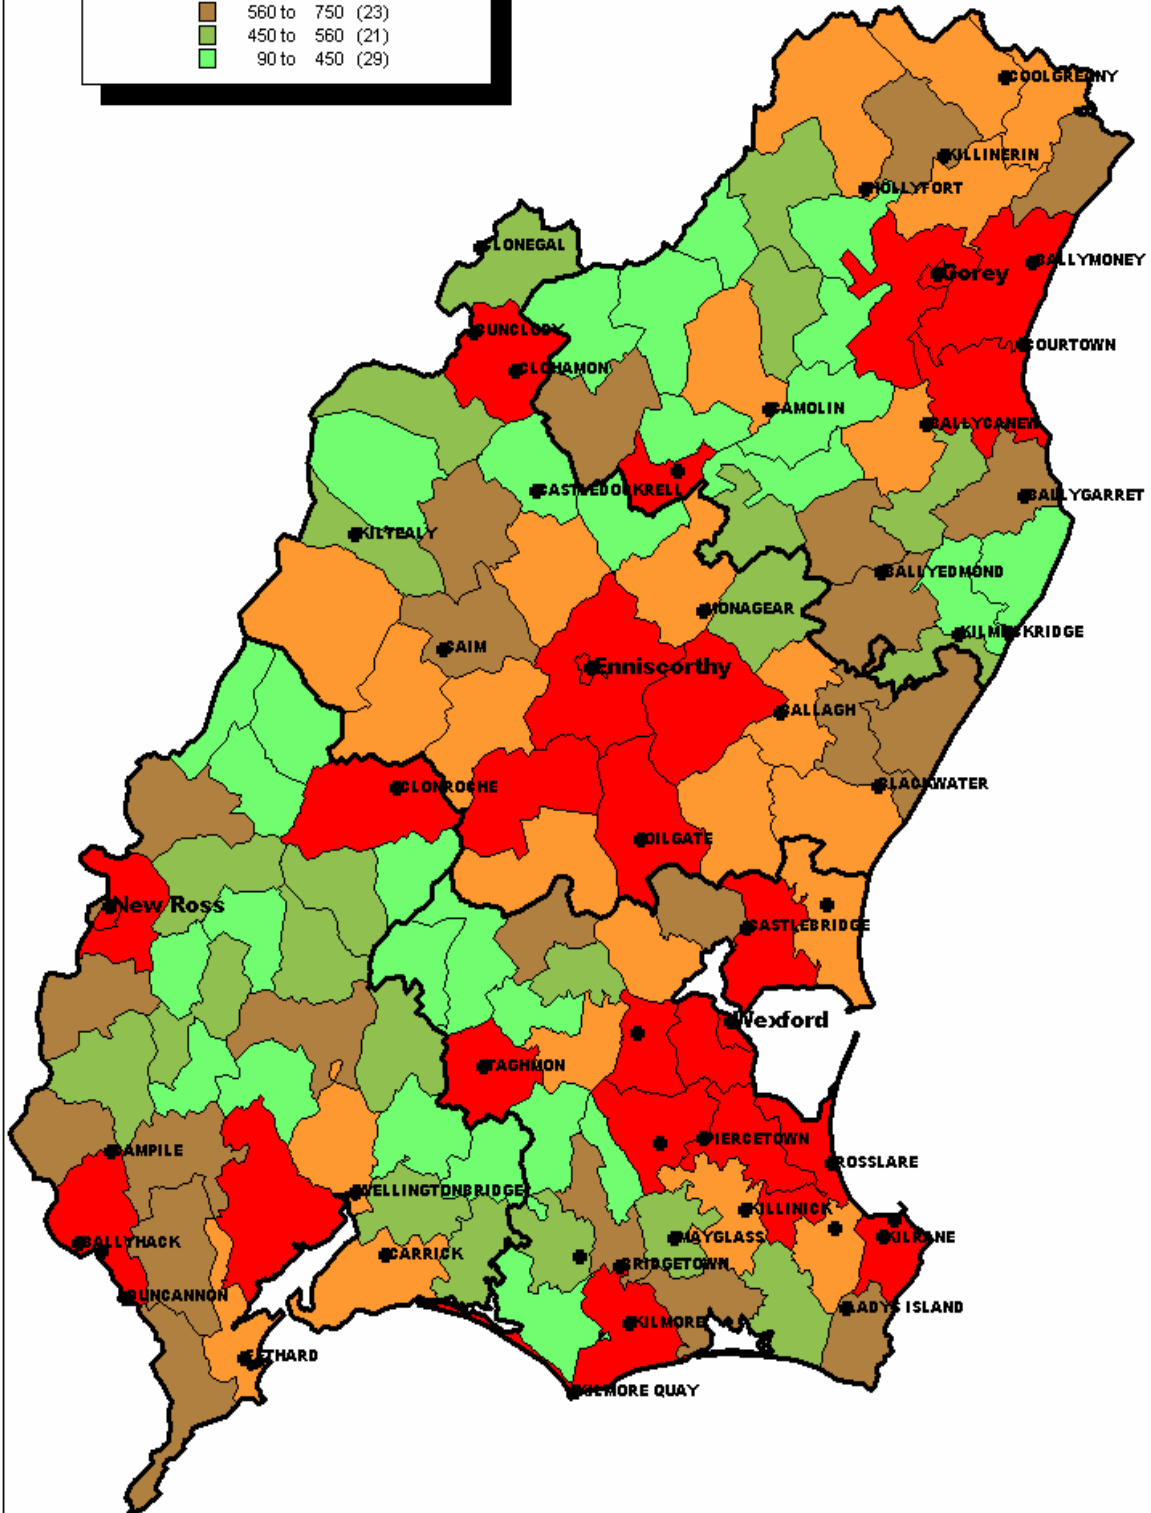 560 to 750 (23)
450 to 560 (21)
90 to 450 (29)
COOLGREANY
KILLINERIN
HOLLYFORT
CLONEGAL
BALLYMONEY
Gorey
BUNCLODY
COURTOWN
CLOHAMON
CAMOLIN
BALLYCANEW
CASTLEDOCKRELL
BALLYGARRET
KILTEALY
BALLYEDMOND
MONAGEAR
KILMUCKRIDGE
CAIM
Enniscorthy
BALLAGH
BLACKWATER
CLONROCHE
OILGATE
New Ross
CASTLEBRIDGE
Wexford
TAGHMON
PIERCETOWN
CAMPILE
ROSSLARE
WELLINGTONBRIDGE
KILLINICK
BALLYHACK
MAYGLASS
KILRANE
CARRICK
BRIDGETOWN
DUNCANNON
LADYS ISLAND
KILMORE
FETHARD
KILMORE QUAY